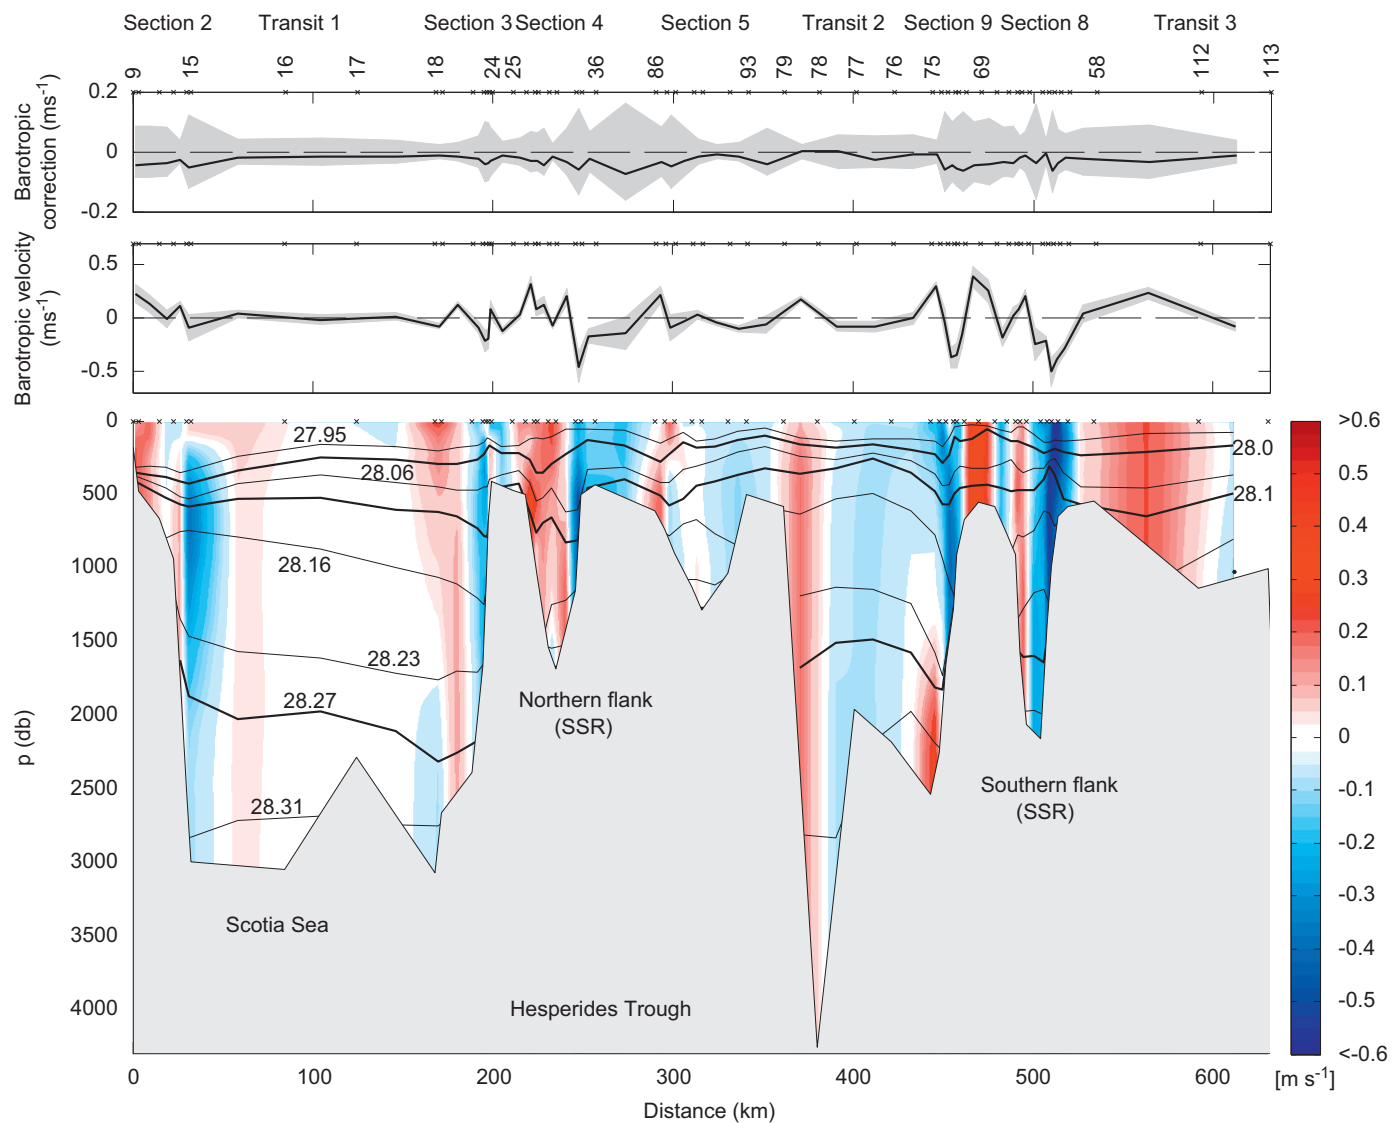 Section 2 Transit 1 Section 3 Section 4 Section 5 Transit 2 Section 9 Section 8 Transit 3
9 15 16 17 18 24 25 36 86 93 79 78 77 76 75 69 58 112 113
Barotropic
correction (ms-1)
0.2
0
-0.2
Barotropic velocity
(ms-1)
0.5
0
-0.5
p (db)
0
500
1000
1500
2000
2500
3000
3500
4000
27.95
28.06
28.16
28.23
28.27
28.31
28.0
28.1
Northern flank
(SSR)
Southern flank
(SSR)
Scotia Sea
Hesperides Trough
0 100 200 300 400 500 600
Distance (km)
>0.6
0.5
0.4
0.3
0.2
0.1
0
-0.1
-0.2
-0.3
-0.4
-0.5
<-0.6
[m s-1]